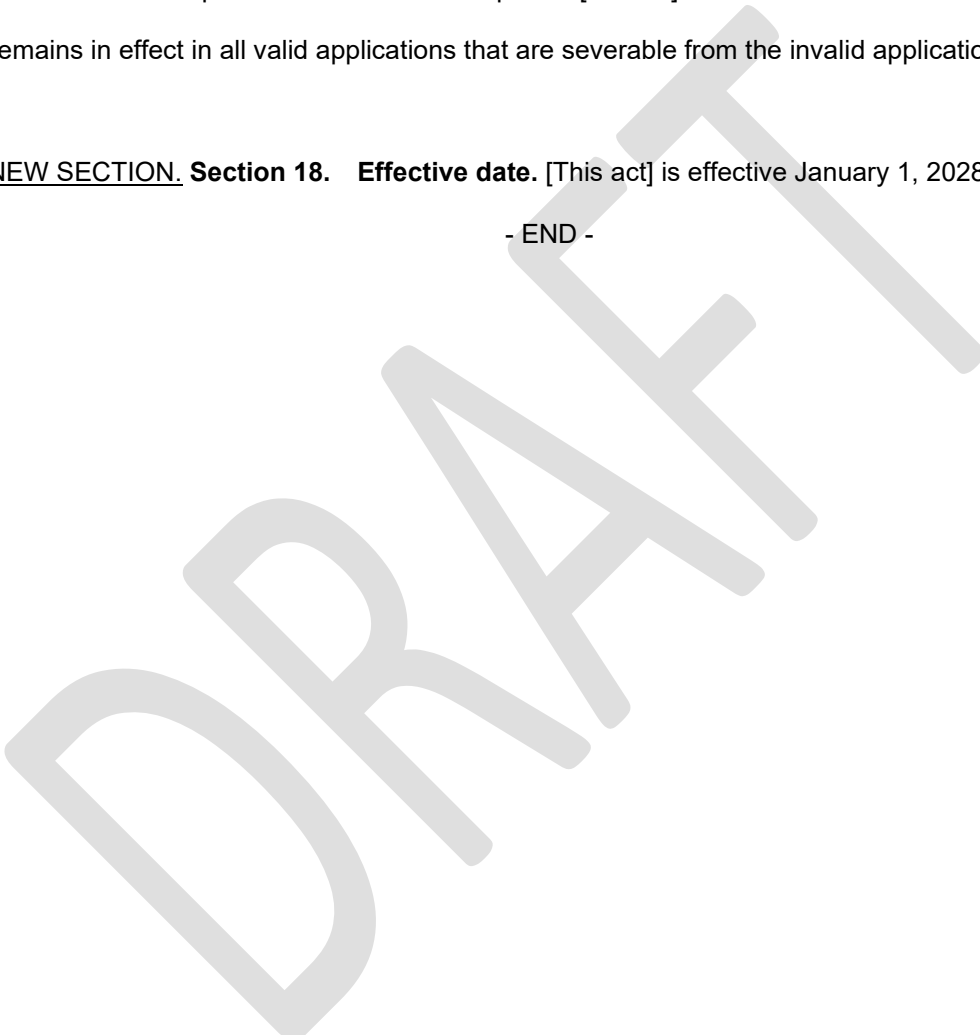 emains in effect in all valid applications that are severable from the invalid applicatio
NEW SECTION. Section 18. Effective date. [This act] is effective January 1, 2028
- END -
DRAFT